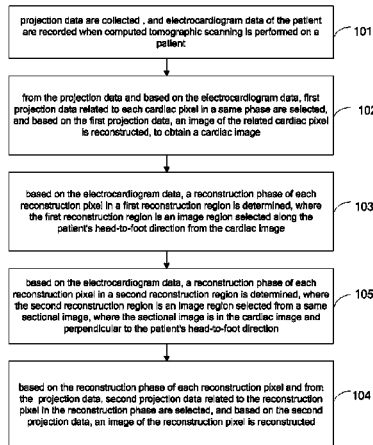 projection data are collected , and electrocardiogram data of the patient
are recorded when computed tomographic scanning is performed on a
patient
101
from the projection data and based on the electrocardiogram data, first
projection data related to each cardiac pixel in a same phase are selected,
and based on the first projection data, an image of the related cardiac pixel
is reconstructed, to obtain a cardiac image
102
based on the electrocardiogram data, a reconstruction phase of each
reconstruction pixel in a first reconstruction region is determined, where
the first reconstruction region is an image region selected along the
patient's head-to-foot direction from the cardiac image
103
based on the electrocardiogram data, a reconstruction phase of each
reconstruction pixel in a second reconstruction region is determined, where
the second reconstruction region is an image region selected from a same
sectional image, where the sectional image is in the cardiac image and
perpendicular to the patient's head-to-foot direction
105
based on the reconstruction phase of each reconstruction pixel and from
the projection data, second projection data related to the reconstruction
pixel in the reconstruction phase are selected, and based on the second
projection data, an image of the reconstruction pixel is reconstructed
104